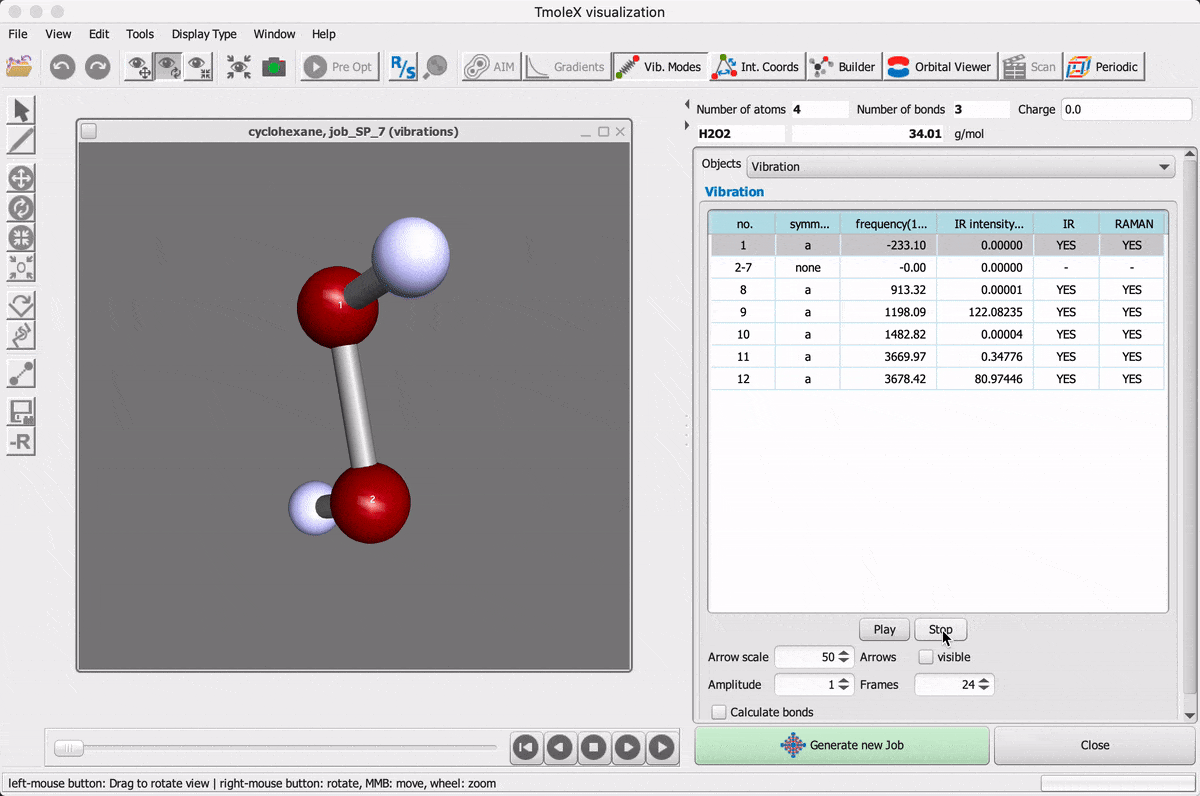 TmoleX visualization
File View Edit Tools Display Type Window Help
Pre Opt R/S AIM Gradients Vib. Modes Int. Coords Builder Orbital Viewer Scan Periodic
Number of atoms 4 Number of bonds 3 Charge 0.0
H2O2 34.01 g/mol
cyclohexane, job_SP_7 (vibrations)
Objects Vibration
Vibration
no. symm... frequency(1... IR intensity... IR RAMAN
1 a -233.10 0.00000 YES YES
2-7 none -0.00 0.00000 - -
8 a 913.32 0.00001 YES YES
9 a 1198.09 122.08235 YES YES
10 a 1482.82 0.00004 YES YES
11 a 3669.97 0.34776 YES YES
12 a 3678.42 80.97446 YES YES
1
2
-R
Play Stop
Arrow scale 50 Arrows visible
Amplitude 1 Frames 24
Calculate bonds
Generate new Job Close
left-mouse button: Drag to rotate view | right-mouse button: rotate, MMB: move, wheel: zoom